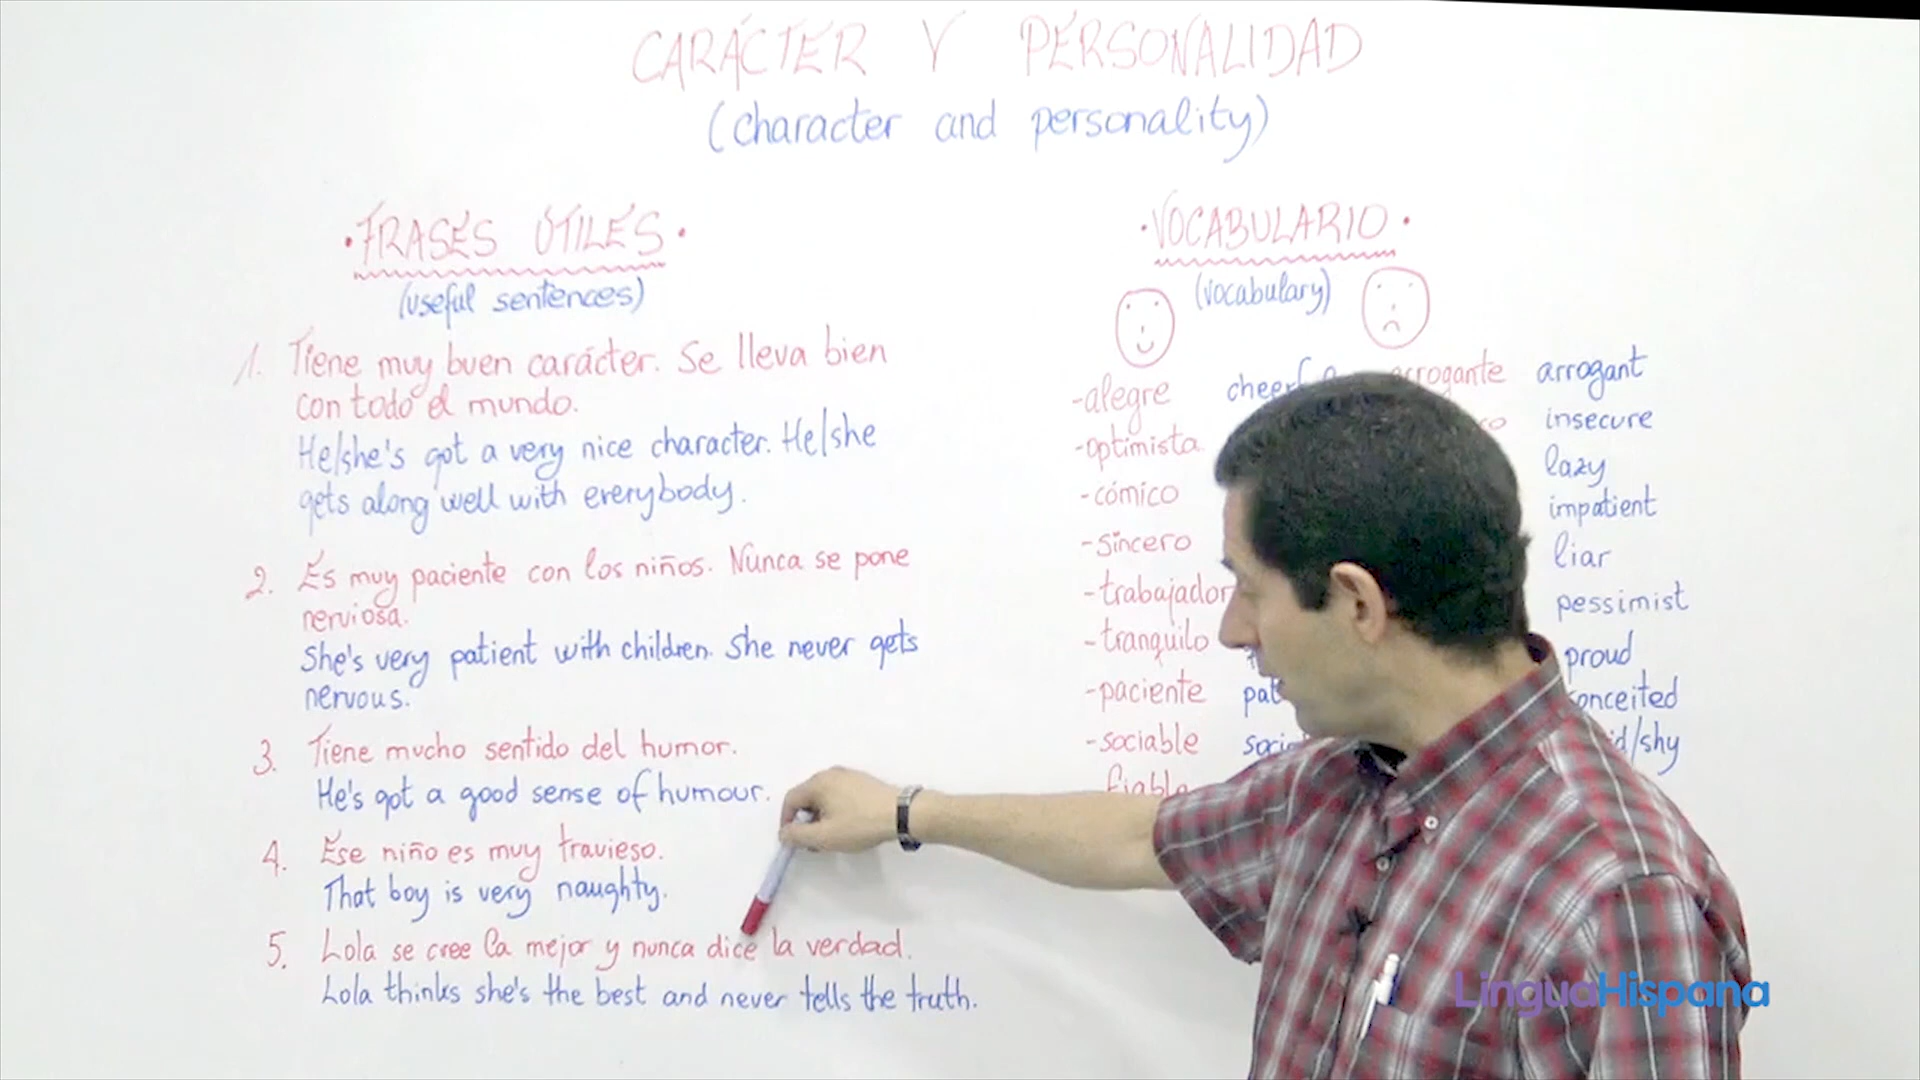 CARÁCTER Y PERSONALIDAD
(character and personality)
• FRASES ÚTILES •
(useful sentences)
1. Tiene muy buen carácter. Se lleva bien
con todo el mundo.
He/she's got a very nice character. He/she
gets along well with everybody.
2. Es muy paciente con los niños. Nunca se pone
nerviosa.
She's very patient with children. She never gets
nervous.
3. Tiene mucho sentido del humor.
He's got a good sense of humour.
4. Ese niño es muy travieso.
That boy is very naughty.
5. Lola se cree la mejor y nunca dice la verdad.
Lola thinks she's the best and never tells the truth.
• VOCABULARIO •
(vocabulary)
-alegre
-optimista
-cómico
-sincero
-trabajador
-tranquilo
-paciente
-sociable
fiable
arrogante arrogant
insecure
lazy
impatient
liar
pessimist
proud
conceited
/shy
LinguaHispana